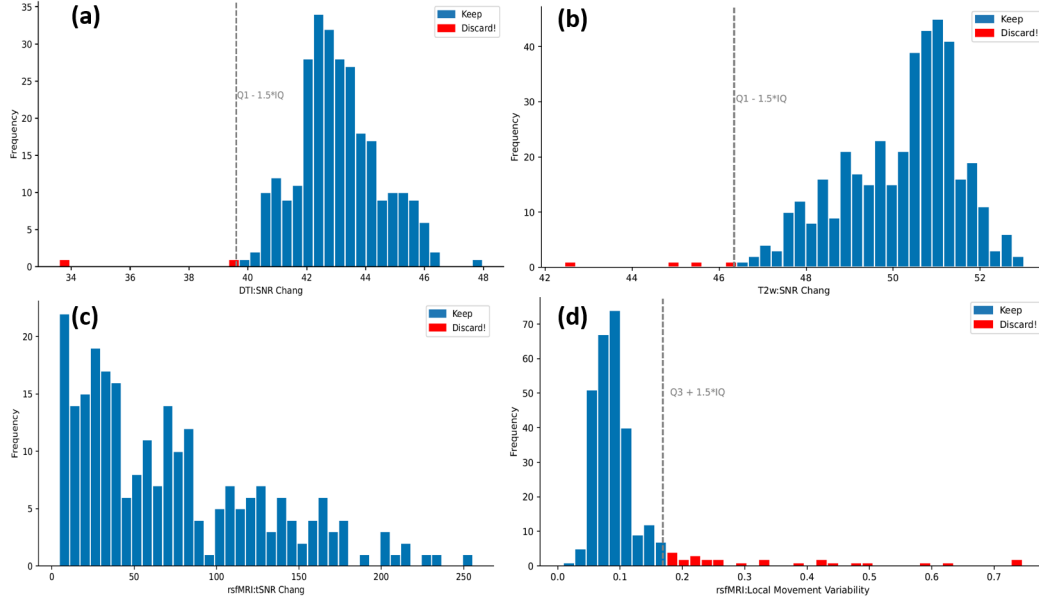 (a)
Keep
Discard!
Q1 - 1.5*IQ
Frequency
35
30
25
20
15
10
5
0
34
36
38
40
42
44
46
48
DTI:SNR Chang
(b)
Keep
Discard!
Q1 - 1.5*IQ
Frequency
40
30
20
10
0
42
44
46
48
50
52
T2w:SNR Chang
(c)
Keep
Discard!
Frequency
20
15
10
5
0
0
50
100
150
200
250
rsfMRI:tSNR Chang
(d)
Keep
Discard!
Q3 + 1.5*IQ
Frequency
70
60
50
40
30
20
10
0
0.0
0.1
0.2
0.3
0.4
0.5
0.6
0.7
rsfMRI:Local Movement Variability